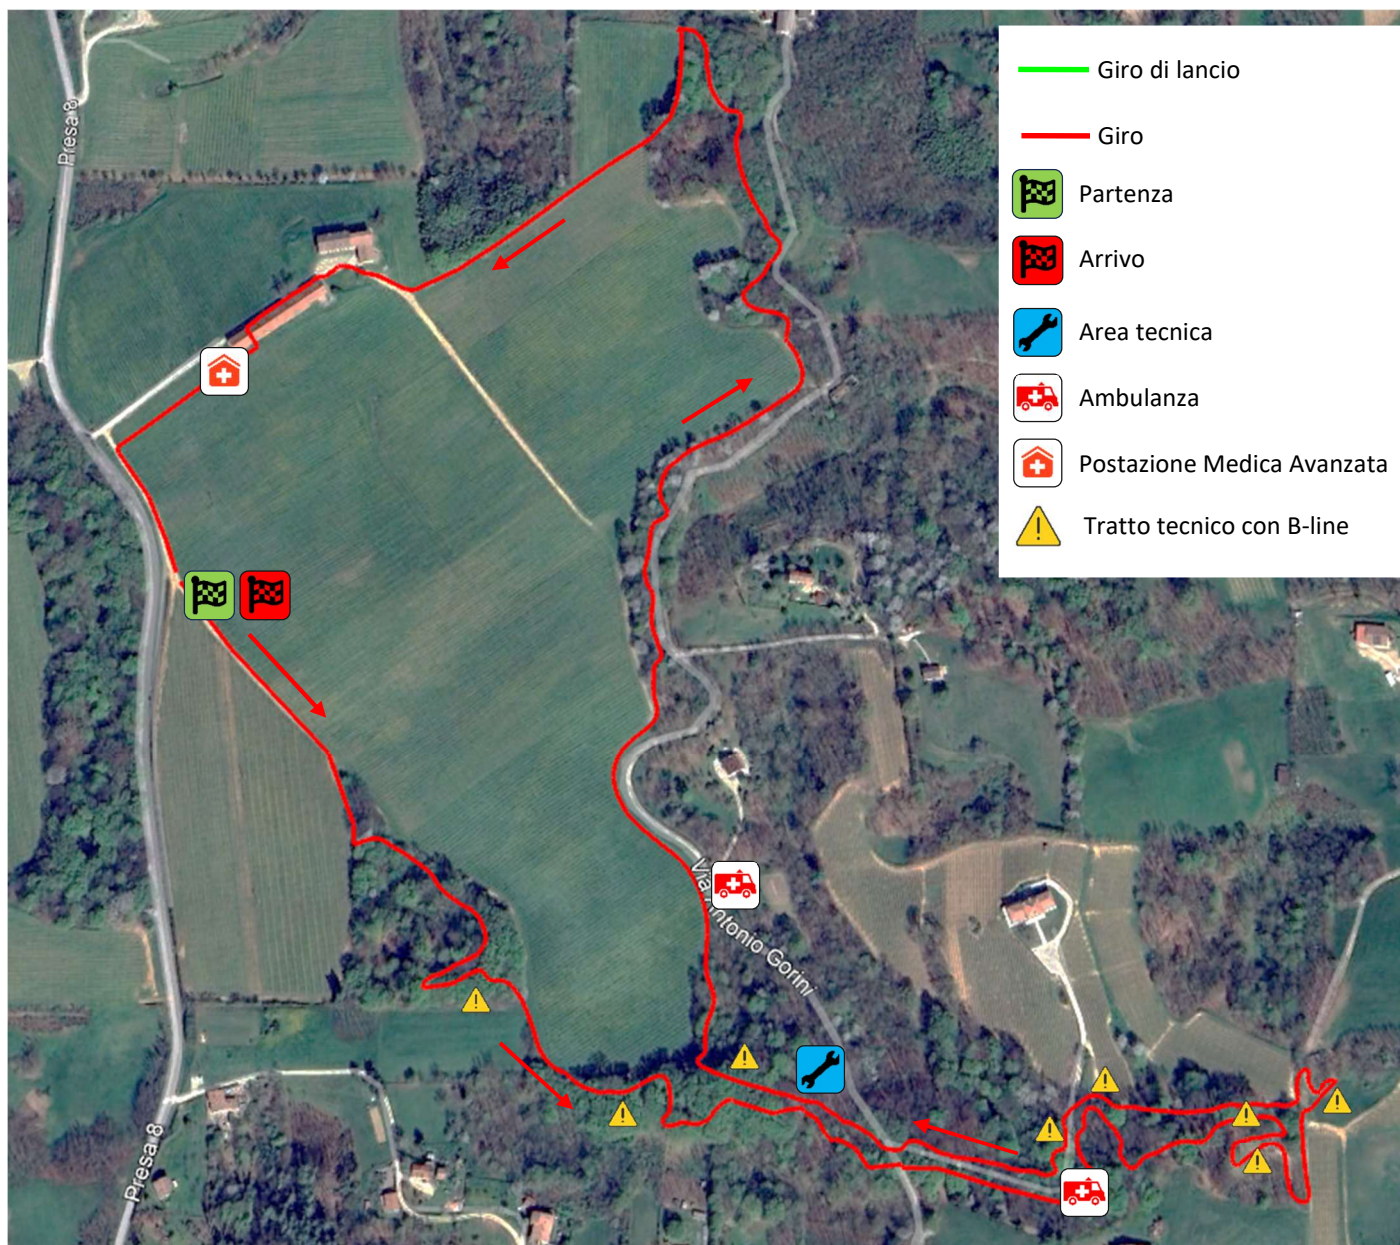 Giro di lancio
Giro
Partenza
Arrivo
Area tecnica
Ambulanza
Postazione Medica Avanzata
Tratto tecnico con B-line
Presa 8
Via Antonio Gorini
Presa 8